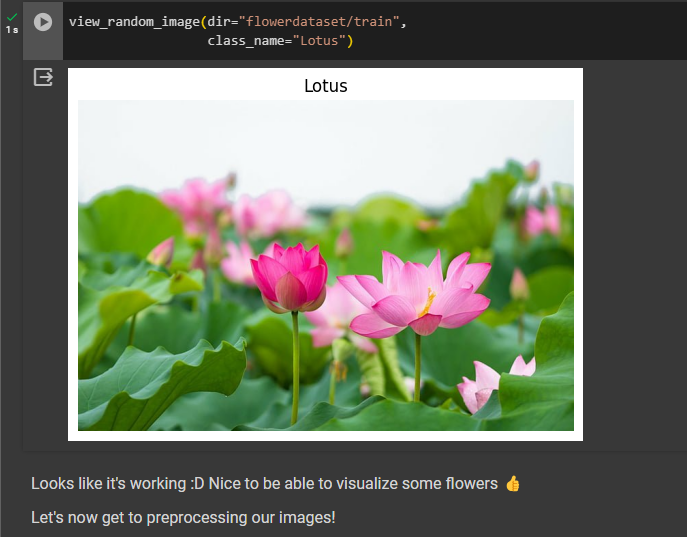 1s
view_random_image(dir="flowerdataset/train",
class_name="Lotus")
Lotus
Looks like it's working :D Nice to be able to visualize some flowers 👍
Let's now get to preprocessing our images!